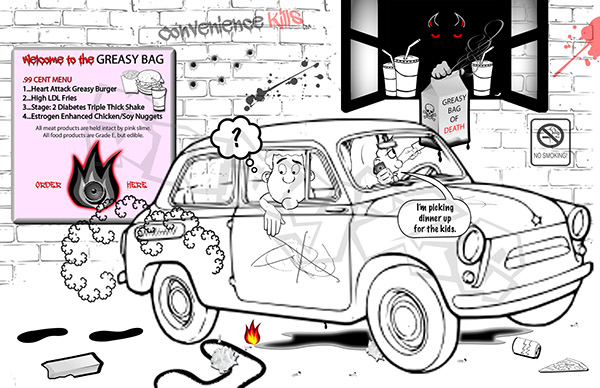 convenience Kills
Welcome to the GREASY BAG
.99 CENT MENU
1...Heart Attack Greasy Burger
2...High LDL Fries
3...Stage: 2 Diabetes Triple Thick Shake
4...Estrogen Enhanced Chicken/Soy Nuggets
All meat products are held intact by pink slime.
All food products are Grade E, but edible.
ORDER HERE
GREASY
BAG
OF
DEATH
NO SMOKING!
?
I'm picking
dinner up
for the kids.